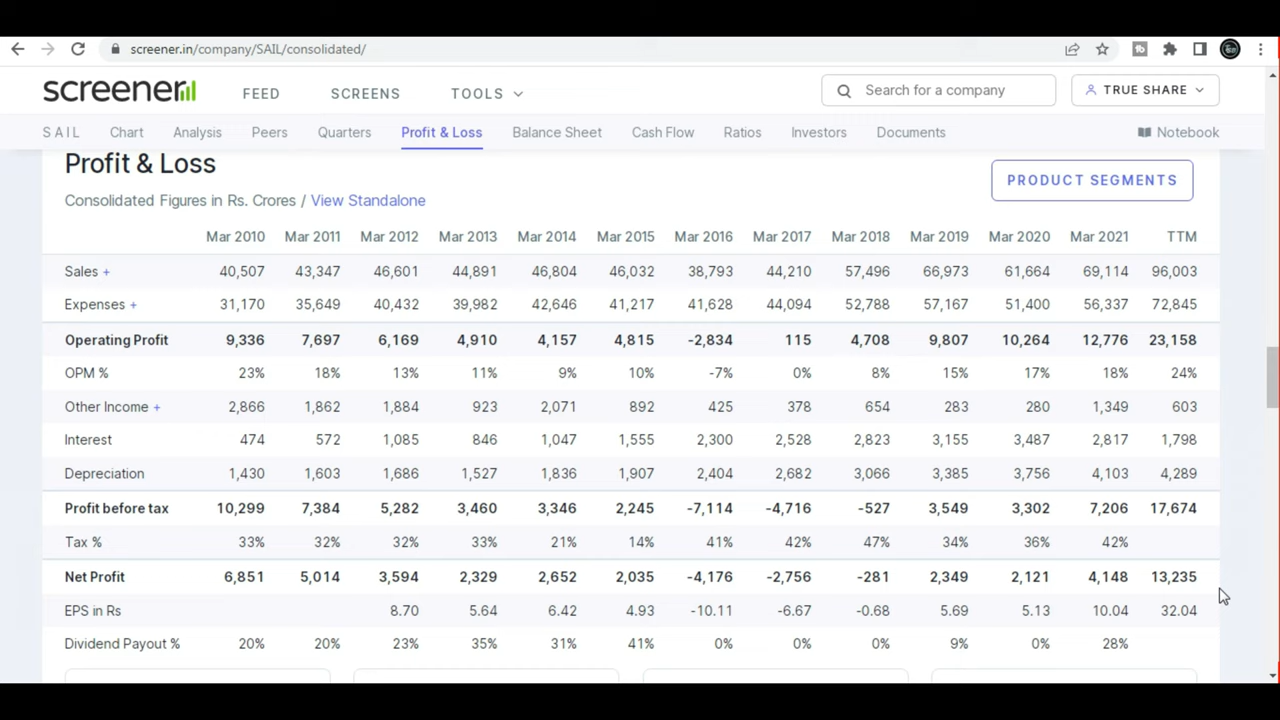 screener.in/company/SAIL/consolidated/
screener FEED SCREENS TOOLS Search for a company TRUE SHARE
SAIL Chart Analysis Peers Quarters Profit & Loss Balance Sheet Cash Flow Ratios Investors Documents Notebook
Profit & Loss
PRODUCT SEGMENTS
Consolidated Figures in Rs. Crores / View Standalone
Mar 2010 Mar 2011 Mar 2012 Mar 2013 Mar 2014 Mar 2015 Mar 2016 Mar 2017 Mar 2018 Mar 2019 Mar 2020 Mar 2021 TTM
Sales + 40,507 43,347 46,601 44,891 46,804 46,032 38,793 44,210 57,496 66,973 61,664 69,114 96,003
Expenses + 31,170 35,649 40,432 39,982 42,646 41,217 41,628 44,094 52,788 57,167 51,400 56,337 72,845
Operating Profit 9,336 7,697 6,169 4,910 4,157 4,815 -2,834 115 4,708 9,807 10,264 12,776 23,158
OPM % 23% 18% 13% 11% 9% 10% -7% 0% 8% 15% 17% 18% 24%
Other Income + 2,866 1,862 1,884 923 2,071 892 425 378 654 283 280 1,349 603
Interest 474 572 1,085 846 1,047 1,555 2,300 2,528 2,823 3,155 3,487 2,817 1,798
Depreciation 1,430 1,603 1,686 1,527 1,836 1,907 2,404 2,682 3,066 3,385 3,756 4,103 4,289
Profit before tax 10,299 7,384 5,282 3,460 3,346 2,245 -7,114 -4,716 -527 3,549 3,302 7,206 17,674
Tax % 33% 32% 32% 33% 21% 14% 41% 42% 47% 34% 36% 42%
Net Profit 6,851 5,014 3,594 2,329 2,652 2,035 -4,176 -2,756 -281 2,349 2,121 4,148 13,235
EPS in Rs 8.70 5.64 6.42 4.93 -10.11 -6.67 -0.68 5.69 5.13 10.04 32.04
Dividend Payout % 20% 20% 23% 35% 31% 41% 0% 0% 0% 9% 0% 28%